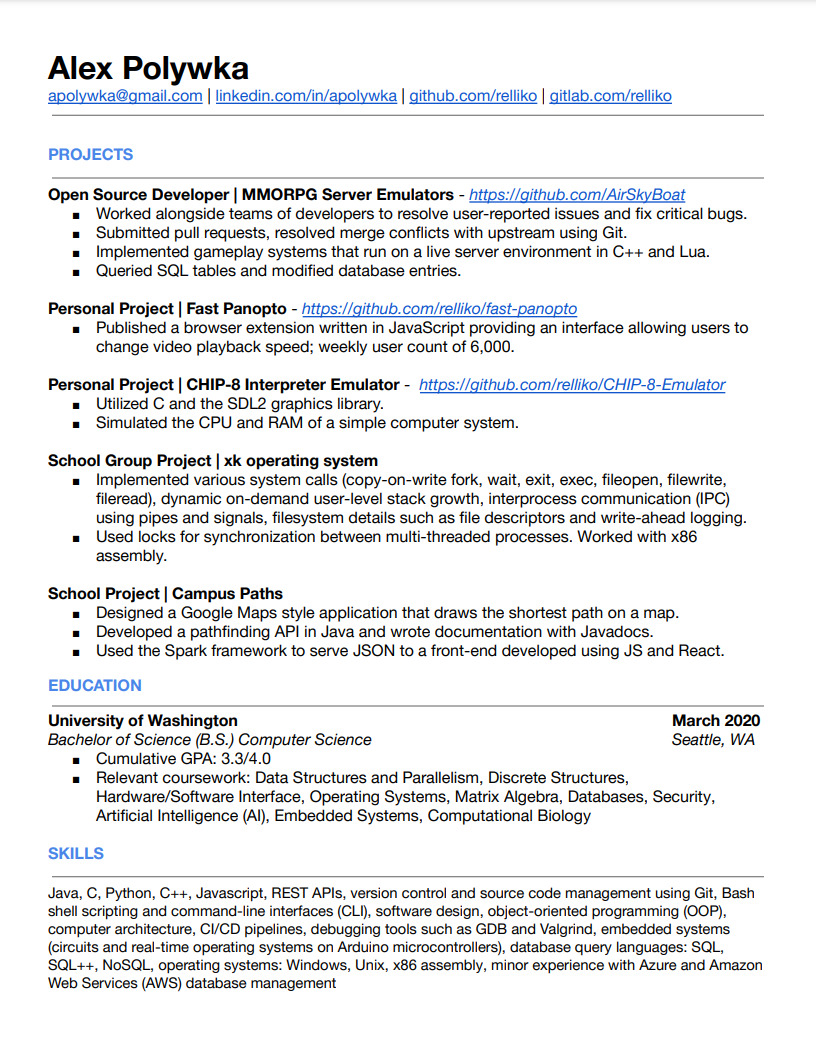 Alex Polywka
apolywka@gmail.com | linkedin.com/in/apolywka | github.com/relliko | gitlab.com/relliko
PROJECTS
Open Source Developer | MMORPG Server Emulators - https://github.com/AirSkyBoat
■ Worked alongside teams of developers to resolve user-reported issues and fix critical bugs.
■ Submitted pull requests, resolved merge conflicts with upstream using Git.
■ Implemented gameplay systems that run on a live server environment in C++ and Lua.
■ Queried SQL tables and modified database entries.
Personal Project | Fast Panopto - https://github.com/relliko/fast-panopto
■ Published a browser extension written in JavaScript providing an interface allowing users to
change video playback speed; weekly user count of 6,000.
Personal Project | CHIP-8 Interpreter Emulator - https://github.com/relliko/CHIP-8-Emulator
■ Utilized C and the SDL2 graphics library.
■ Simulated the CPU and RAM of a simple computer system.
School Group Project | xk operating system
■ Implemented various system calls (copy-on-write fork, wait, exit, exec, fileopen, filewrite,
fileread), dynamic on-demand user-level stack growth, interprocess communication (IPC)
using pipes and signals, filesystem details such as file descriptors and write-ahead logging.
■ Used locks for synchronization between multi-threaded processes. Worked with x86
assembly.
School Project | Campus Paths
■ Designed a Google Maps style application that draws the shortest path on a map.
■ Developed a pathfinding API in Java and wrote documentation with Javadocs.
■ Used the Spark framework to serve JSON to a front-end developed using JS and React.
EDUCATION
University of Washington March 2020
Bachelor of Science (B.S.) Computer Science Seattle, WA
■ Cumulative GPA: 3.3/4.0
■ Relevant coursework: Data Structures and Parallelism, Discrete Structures,
Hardware/Software Interface, Operating Systems, Matrix Algebra, Databases, Security,
Artificial Intelligence (AI), Embedded Systems, Computational Biology
SKILLS
Java, C, Python, C++, Javascript, REST APIs, version control and source code management using Git, Bash
shell scripting and command-line interfaces (CLI), software design, object-oriented programming (OOP),
computer architecture, CI/CD pipelines, debugging tools such as GDB and Valgrind, embedded systems
(circuits and real-time operating systems on Arduino microcontrollers), database query languages: SQL,
SQL++, NoSQL, operating systems: Windows, Unix, x86 assembly, minor experience with Azure and Amazon
Web Services (AWS) database management